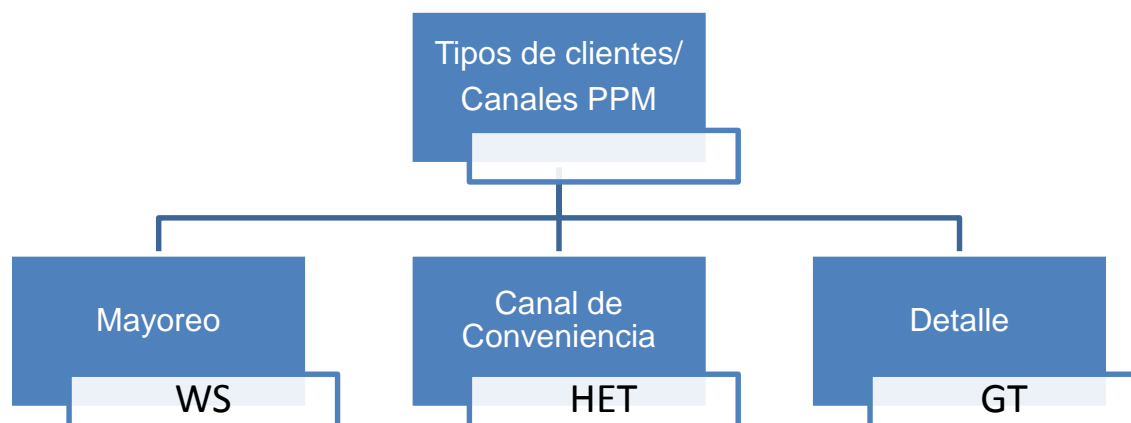 Tipos de clientes/
Canales PPM
Mayoreo
WS
Canal de
Conveniencia
HET
Detalle
GT